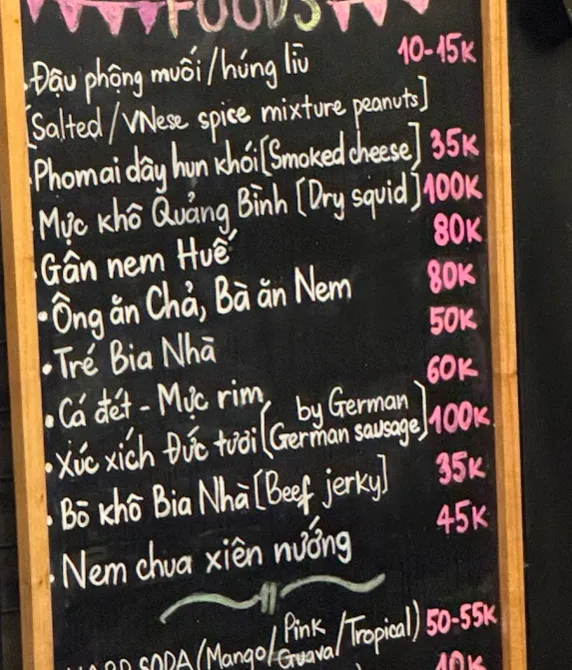 FOODS
. Đậu phộng muối/húng lìu 10-15K
[Salted/VNese spice mixture peanuts]
. Phomai dây hun khói [Smoked cheese] 35K
. Mực khô Quảng Bình [Dry squid] 100K
. Gân nem Huế 80K
• Ông ăn Chả, Bà ăn Nem 80K
• Tré Bia Nhà 50K
• Cá đét - Mực rim 60K
• Xúc xích Đức tươi [by German German sausage] 100K
• Bò khô Bia Nhà [Beef jerky] 35K
. Nem chua xiên nướng 45K
HARD SODA (Mango/Pink Guava/Tropical) 50-55K
40K